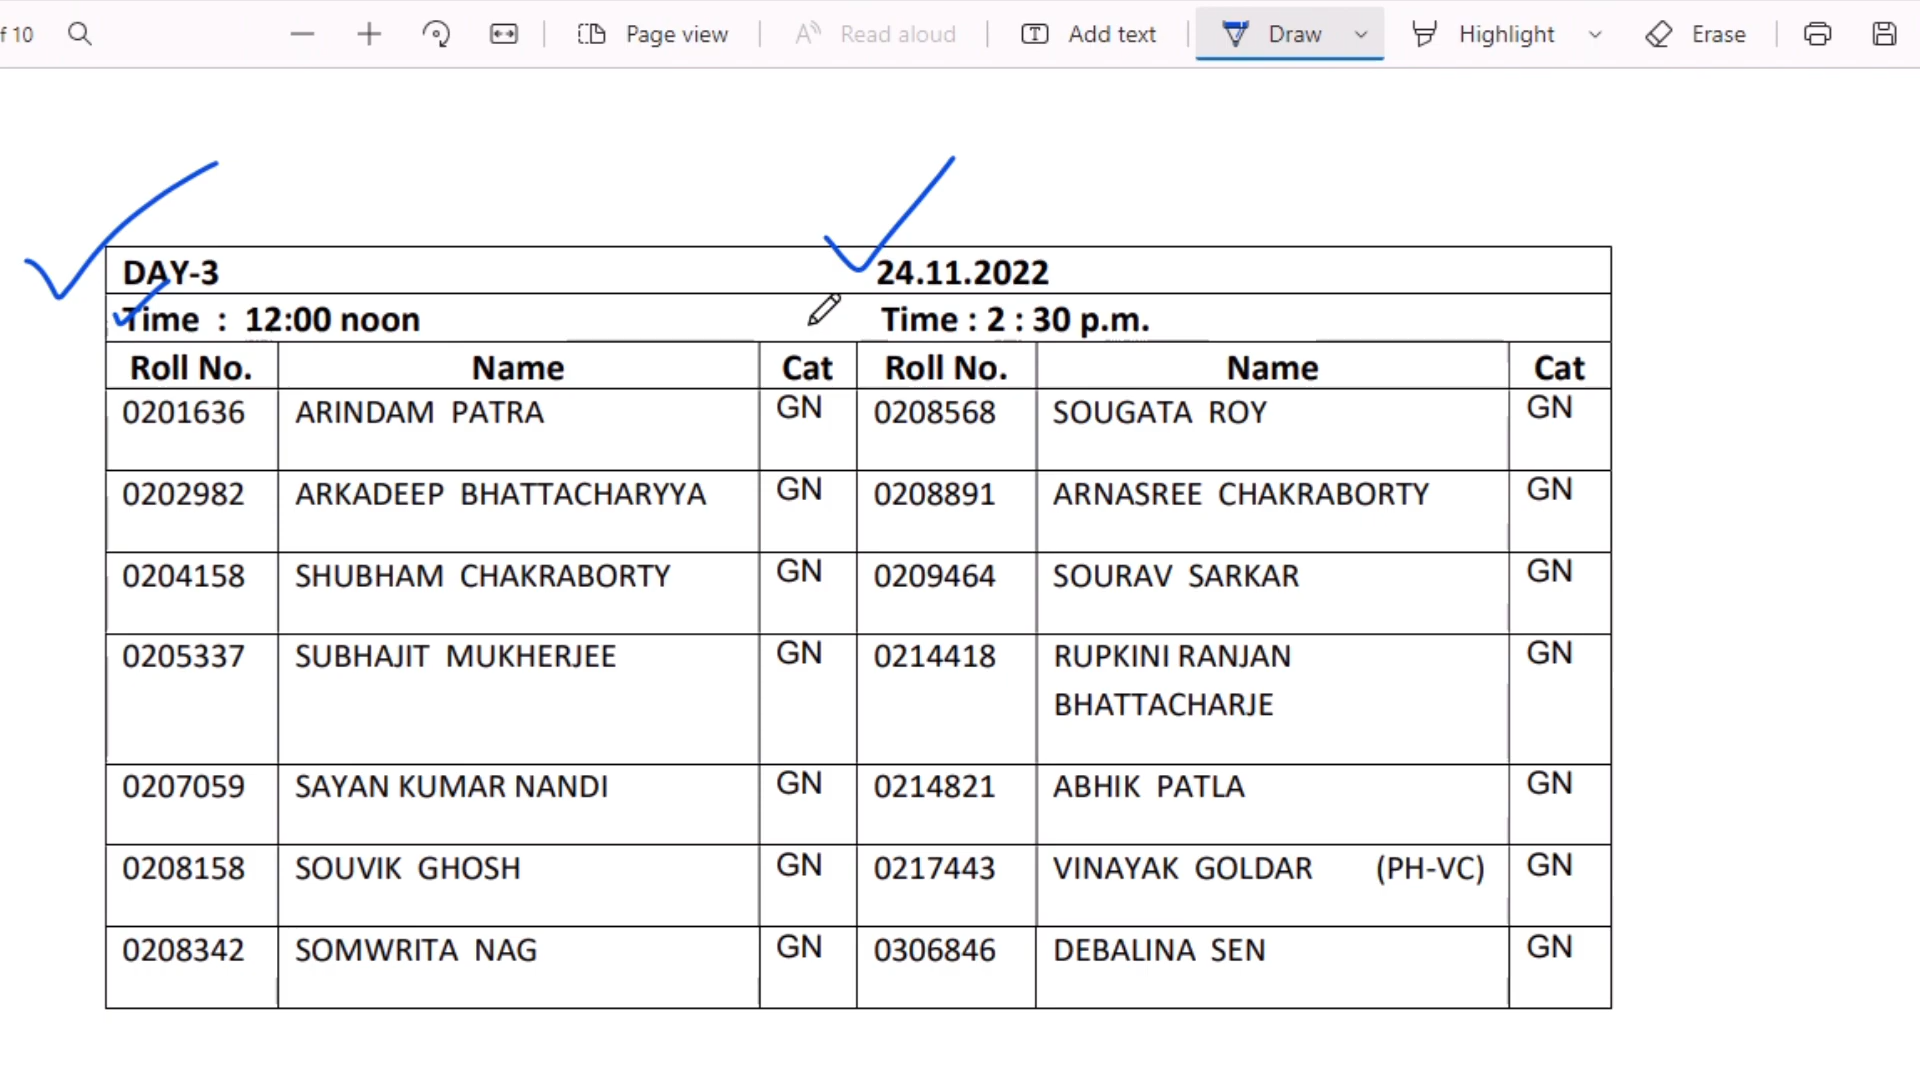 f 10 Page view Read aloud Add text Draw Highlight Erase
DAY-3 24.11.2022
Time : 12:00 noon Time : 2 : 30 p.m.
Roll No. Name Cat Roll No. Name Cat
0201636 ARINDAM PATRA GN 0208568 SOUGATA ROY GN
0202982 ARKADEEP BHATTACHARYYA GN 0208891 ARNASREE CHAKRABORTY GN
0204158 SHUBHAM CHAKRABORTY GN 0209464 SOURAV SARKAR GN
0205337 SUBHAJIT MUKHERJEE GN 0214418 RUPKINI RANJAN GN
BHATTACHARJE
0207059 SAYAN KUMAR NANDI GN 0214821 ABHIK PATLA GN
0208158 SOUVIK GHOSH GN 0217443 VINAYAK GOLDAR (PH-VC) GN
0208342 SOMWRITA NAG GN 0306846 DEBALINA SEN GN